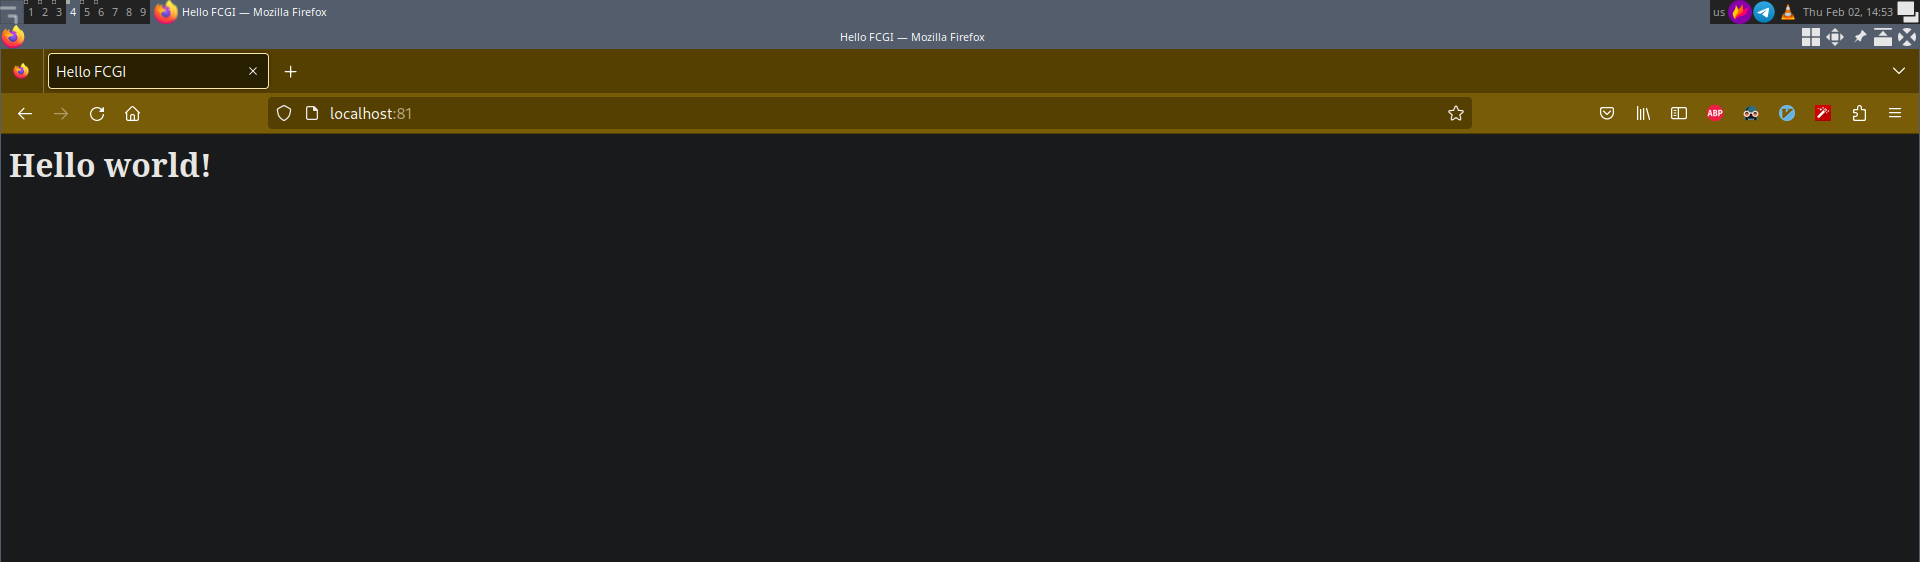 1 2 3 4 5 6 7 8 9 Hello FCGI — Mozilla Firefox us Thu Feb 02, 14:53
Hello FCGI — Mozilla Firefox
Hello FCGI
localhost:81 ABP
Hello world!